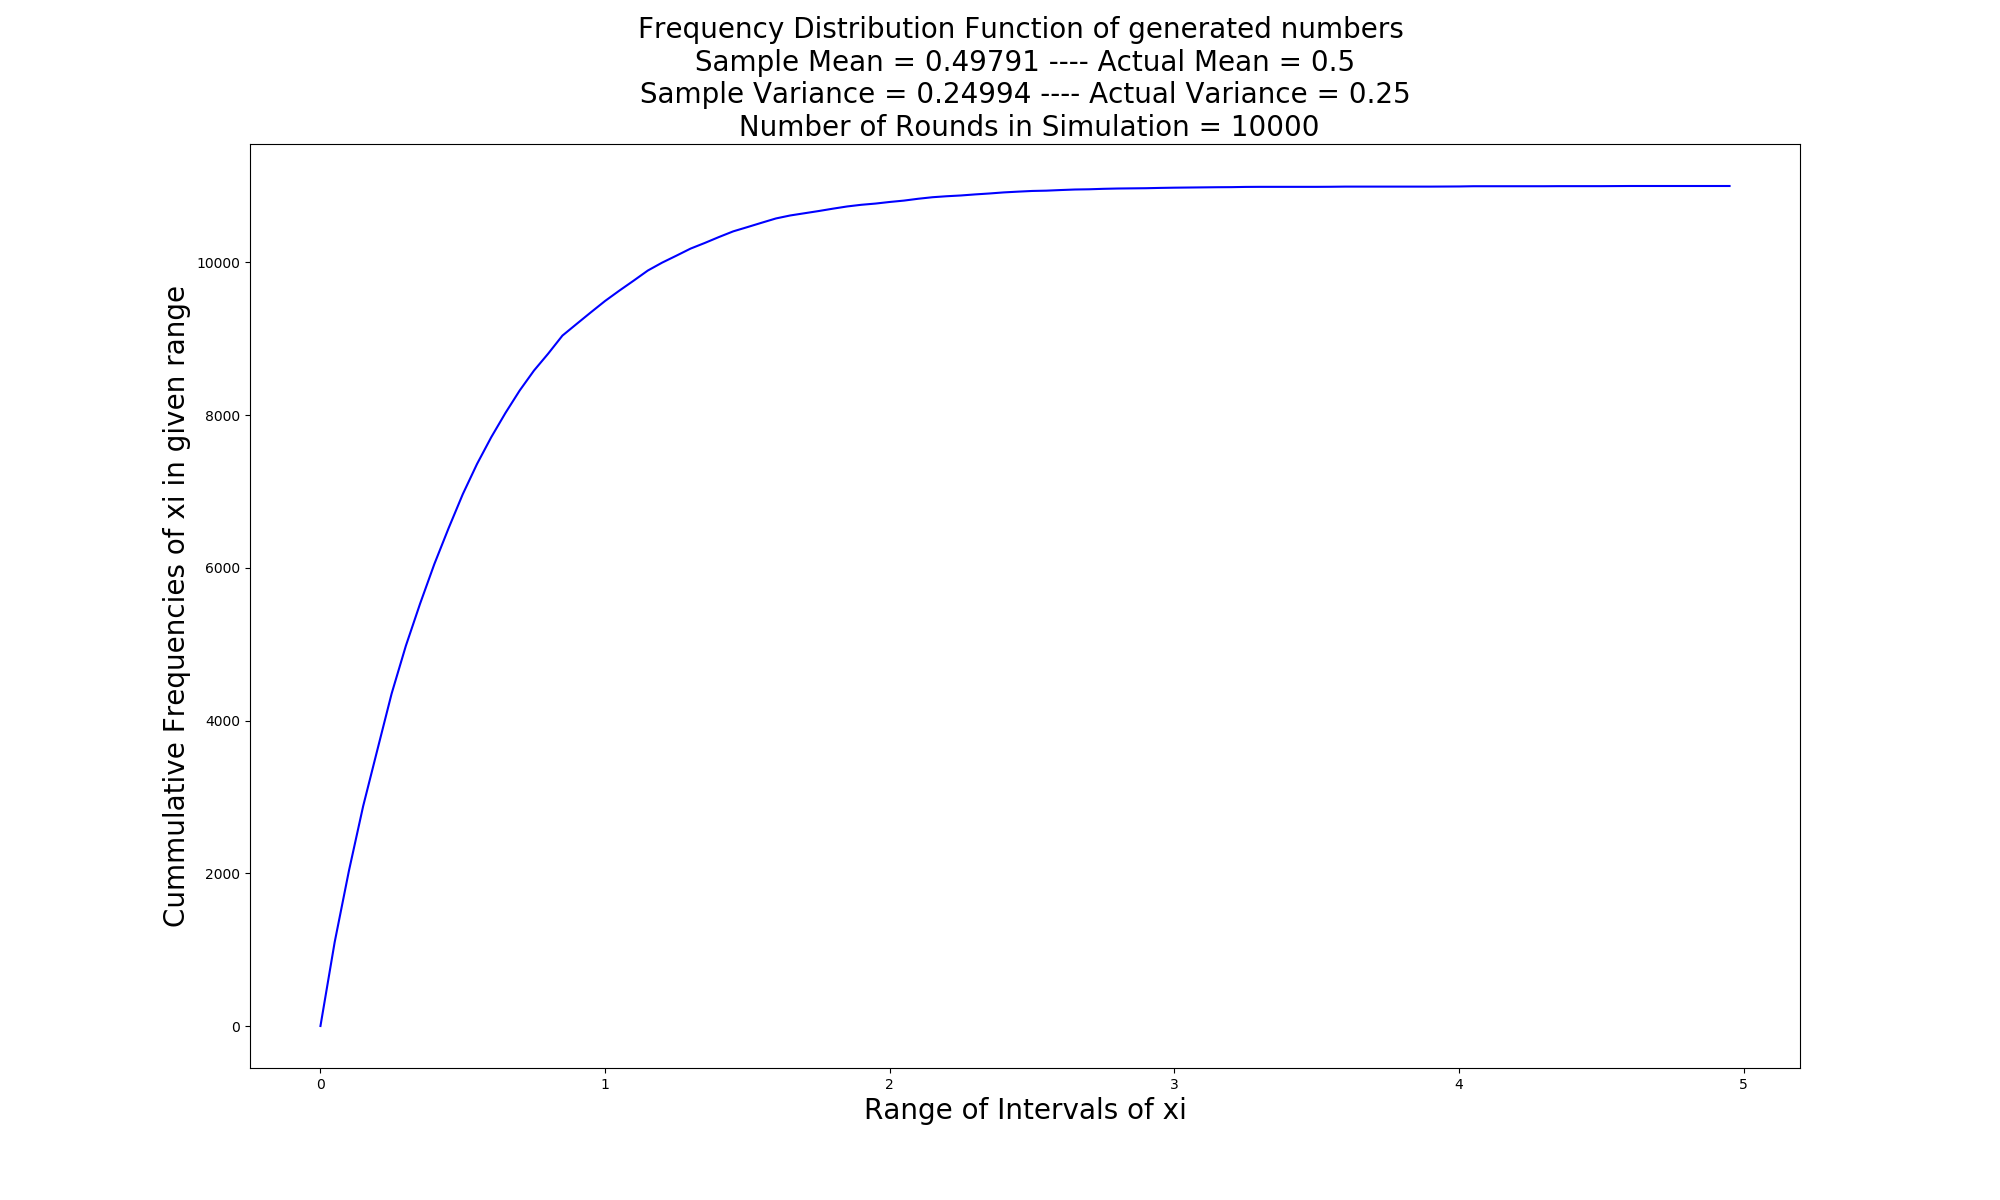 Frequency Distribution Function of generated numbers
Sample Mean = 0.49791 ---- Actual Mean = 0.5
Sample Variance = 0.24994 ---- Actual Variance = 0.25
Number of Rounds in Simulation = 10000
Cummulative Frequencies of xi in given range
10000
8000
6000
4000
2000
0
0 1 2 3 4 5
Range of Intervals of xi